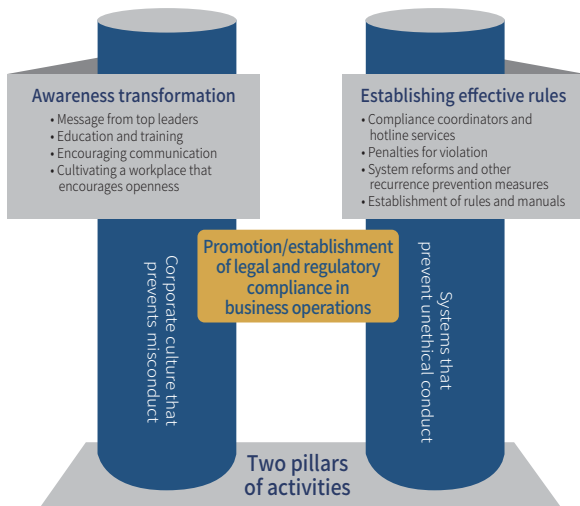 Awareness transformation
• Message from top leaders
• Education and training
• Encouraging communication
• Cultivating a workplace that
encourages openness
Establishing effective rules
• Compliance coordinators and
hotline services
• Penalties for violation
• System reforms and other
recurrence prevention measures
• Establishment of rules and manuals
Promotion/establishment
of legal and regulatory
compliance in
business operations
Corporate culture that
prevents misconduct
Systems that
prevent unethical conduct
Two pillars
of activities